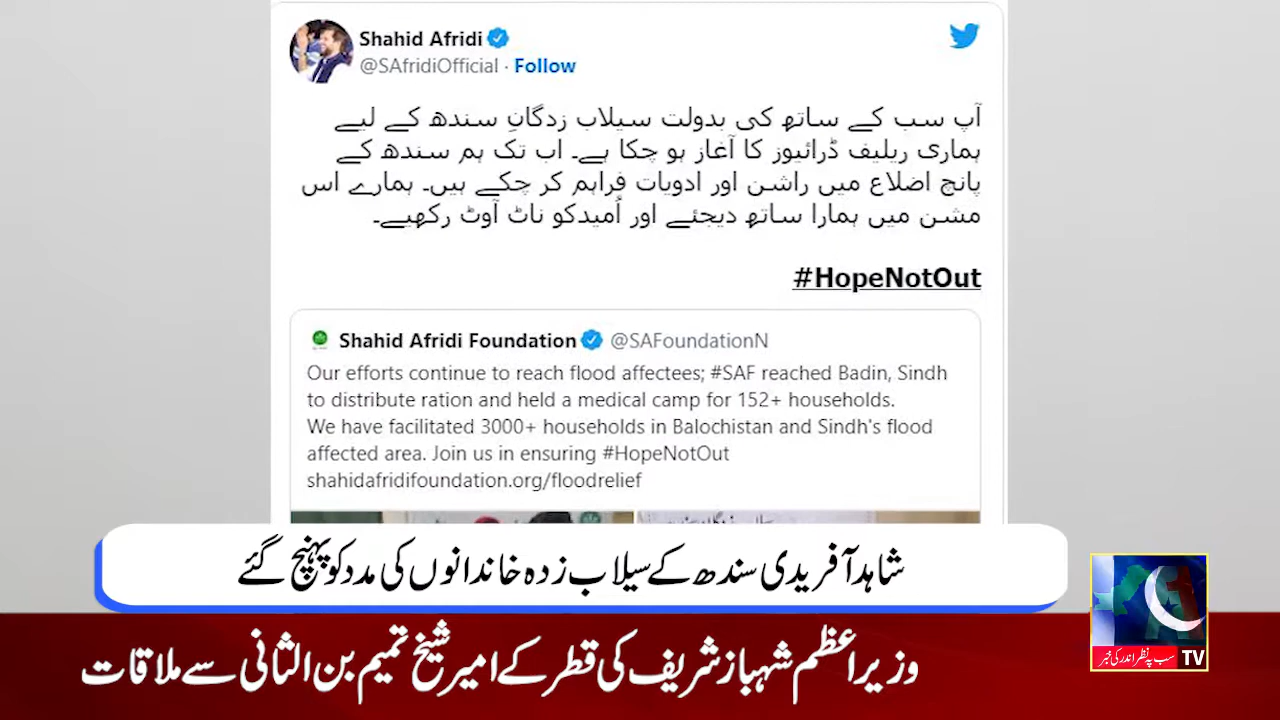 Shahid Afridi
@SAfridiOfficial · Follow
آپ سب کے ساتھ کی بدولت سیلاب زدگانِ سندھ کے لیے
ہماری ریلیف ڈرائیوز کا آغاز ہو چکا ہے۔ اب تک ہم سندھ کے
پانچ اضلاع میں راشن اور ادویات فراہم کر چکے ہیں۔ ہمارے اس
مشن میں ہمارا ساتھ دیجئے اور اُمیدکو ناٹ آوٹ رکھیے۔
#HopeNotOut
Shahid Afridi Foundation @SAFoundationN
Our efforts continue to reach flood affectees; #SAF reached Badin, Sindh
to distribute ration and held a medical camp for 152+ households.
We have facilitated 3000+ households in Balochistan and Sindh's flood
affected area. Join us in ensuring #HopeNotOut
shahidafridifoundation.org/floodrelief
شاہد آفریدی سندھ کے سیلاب زدہ خاندانوں کی مدد کو پہنچ گئے
وزیراعظم شہباز شریف کی قطر کے امیر شیخ تمیم بن الثانی سے ملاقات
سب پہ نظر اندر کی خبر TV